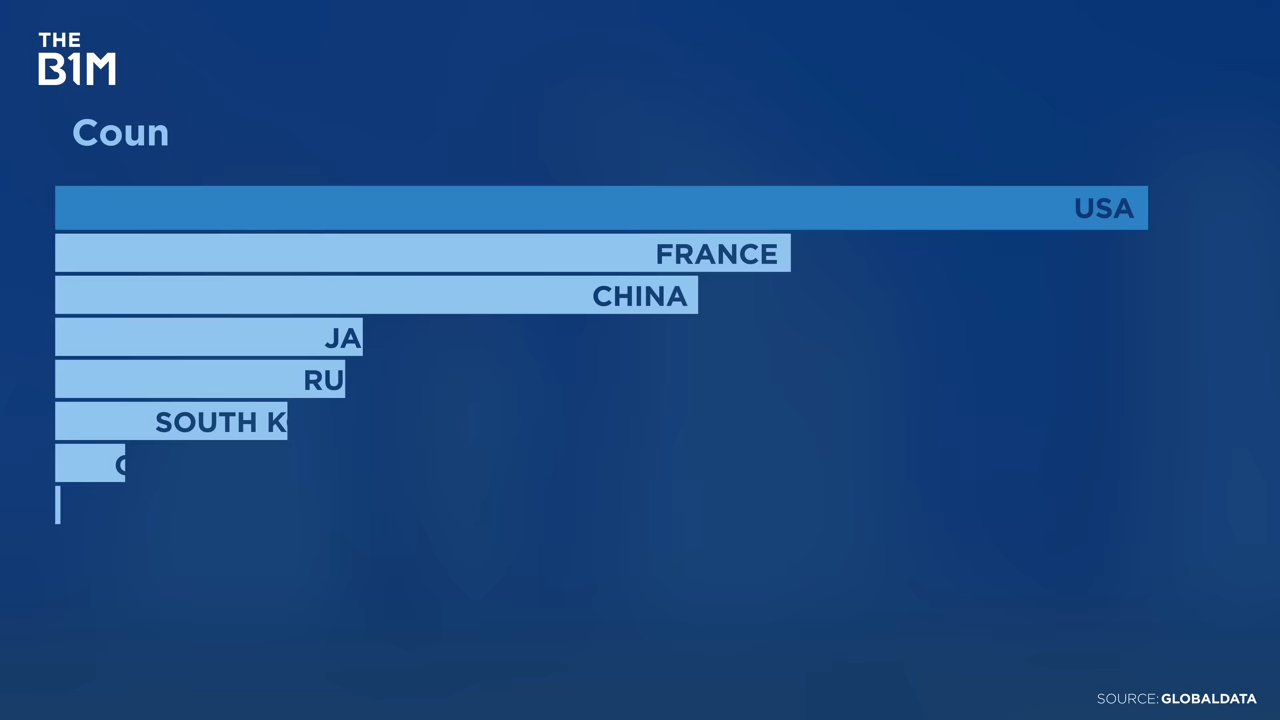 THE
B1M
Coun
USA
FRANCE
CHINA
JA
RU
SOUTH K
SOURCE: GLOBALDATA